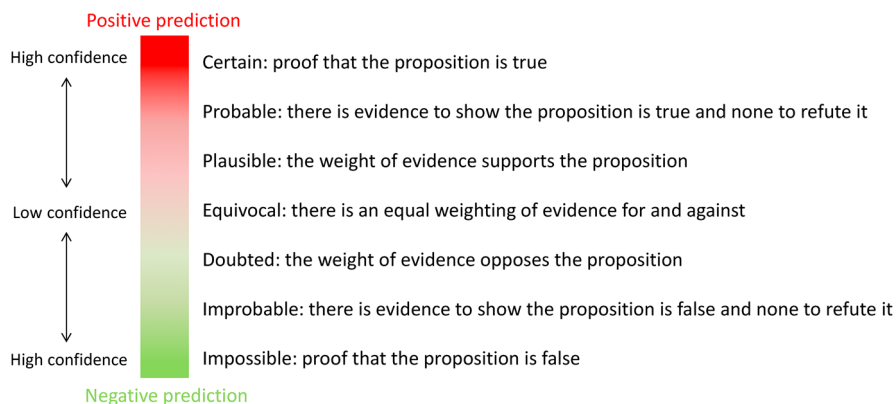 Positive prediction
High confidence
Certain: proof that the proposition is true
Probable: there is evidence to show the proposition is true and none to refute it
Plausible: the weight of evidence supports the proposition
Low confidence
Equivocal: there is an equal weighting of evidence for and against
Doubted: the weight of evidence opposes the proposition
Improbable: there is evidence to show the proposition is false and none to refute it
High confidence
Impossible: proof that the proposition is false
Negative prediction